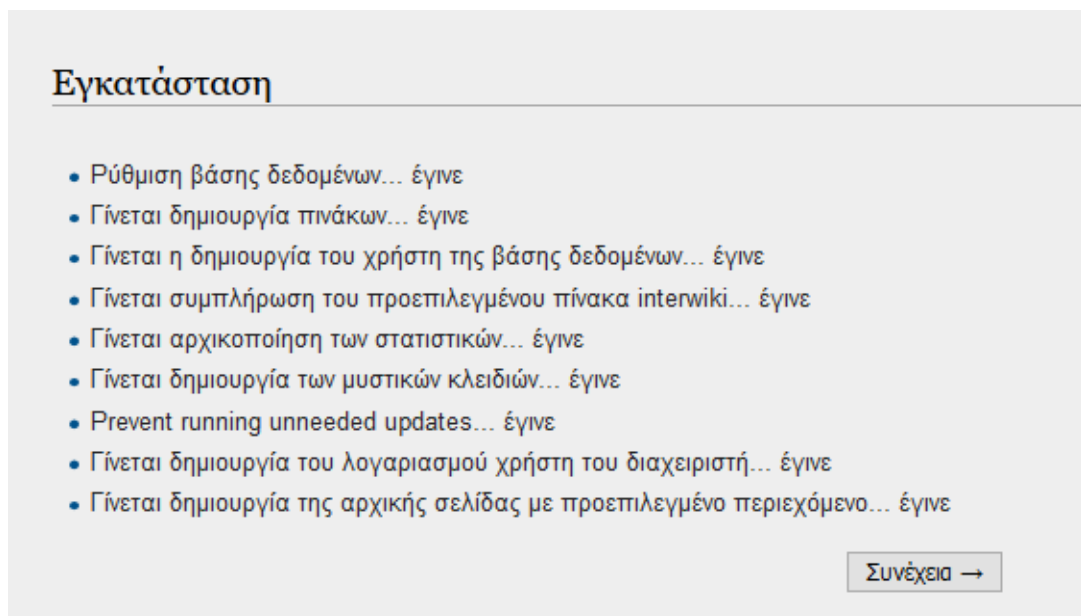 Εγκατάσταση
• Ρύθμιση βάσης δεδομένων... έγινε
• Γίνεται δημιουργία πινάκων... έγινε
• Γίνεται η δημιουργία του χρήστη της βάσης δεδομένων... έγινε
• Γίνεται συμπλήρωση του προεπιλεγμένου πίνακα interwiki... έγινε
• Γίνεται αρχικοποίηση των στατιστικών... έγινε
• Γίνεται δημιουργία των μυστικών κλειδιών... έγινε
• Prevent running unneeded updates... έγινε
• Γίνεται δημιουργία του λογαριασμού χρήστη του διαχειριστή... έγινε
• Γίνεται δημιουργία της αρχικής σελίδας με προεπιλεγμένο περιεχόμενο... έγινε
Συνέχεια →